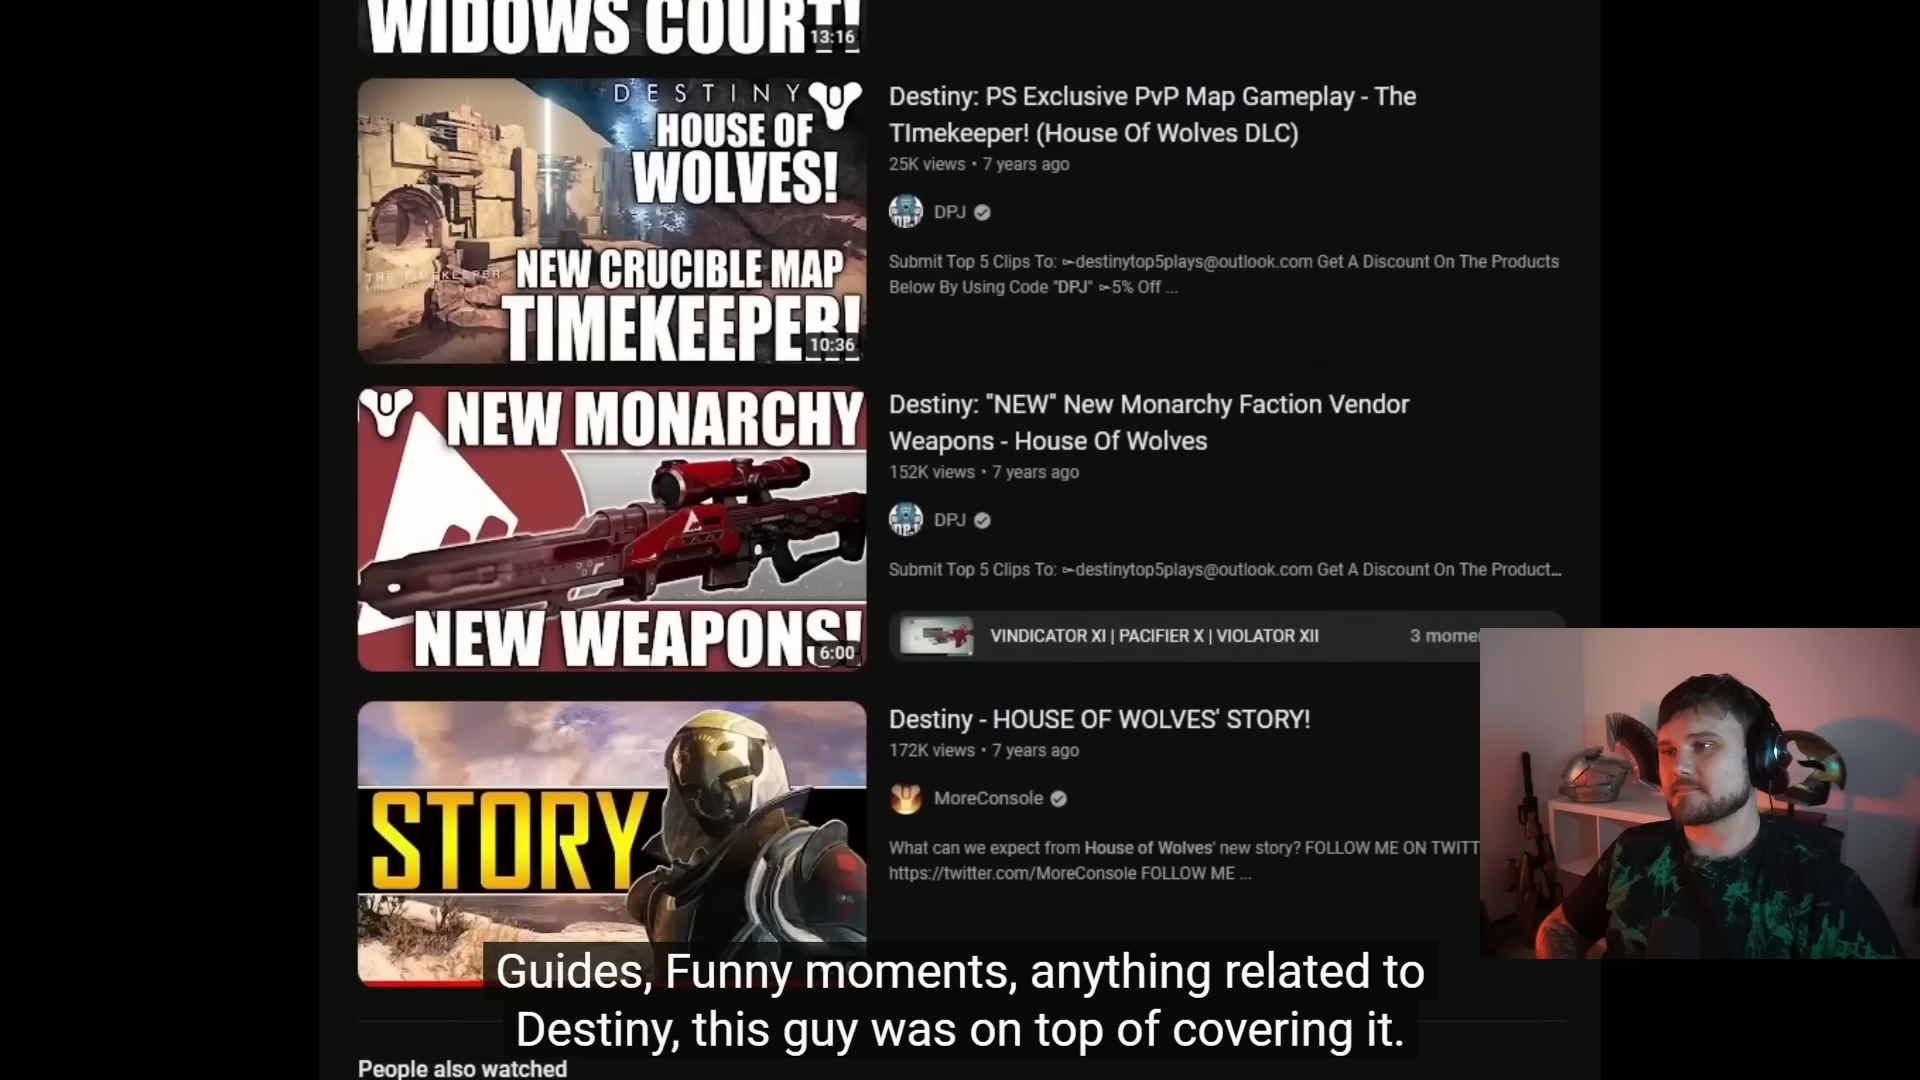 WIDOWS COURT!
13:16
DESTINY
HOUSE OF
WOLVES!
THE TIMEKEEPER
NEW CRUCIBLE MAP
TIMEKEEPER!
10:36
Destiny: PS Exclusive PvP Map Gameplay - The
TImekeeper! (House Of Wolves DLC)
25K views • 7 years ago
DPJ
Submit Top 5 Clips To: ➳destinytop5plays@outlook.com Get A Discount On The Products
Below By Using Code "DPJ" ➳5% Off ...
NEW MONARCHY
NEW WEAPONS!
6:00
Destiny: "NEW" New Monarchy Faction Vendor
Weapons - House Of Wolves
152K views • 7 years ago
DPJ
Submit Top 5 Clips To: ➳destinytop5plays@outlook.com Get A Discount On The Product...
VINDICATOR XI | PACIFIER X | VIOLATOR XII
3 mome
STORY
Destiny - HOUSE OF WOLVES' STORY!
172K views • 7 years ago
MoreConsole
What can we expect from House of Wolves' new story? FOLLOW ME ON TWITT
https://twitter.com/MoreConsole FOLLOW ME ...
Guides, Funny moments, anything related to
Destiny, this guy was on top of covering it.
People also watched